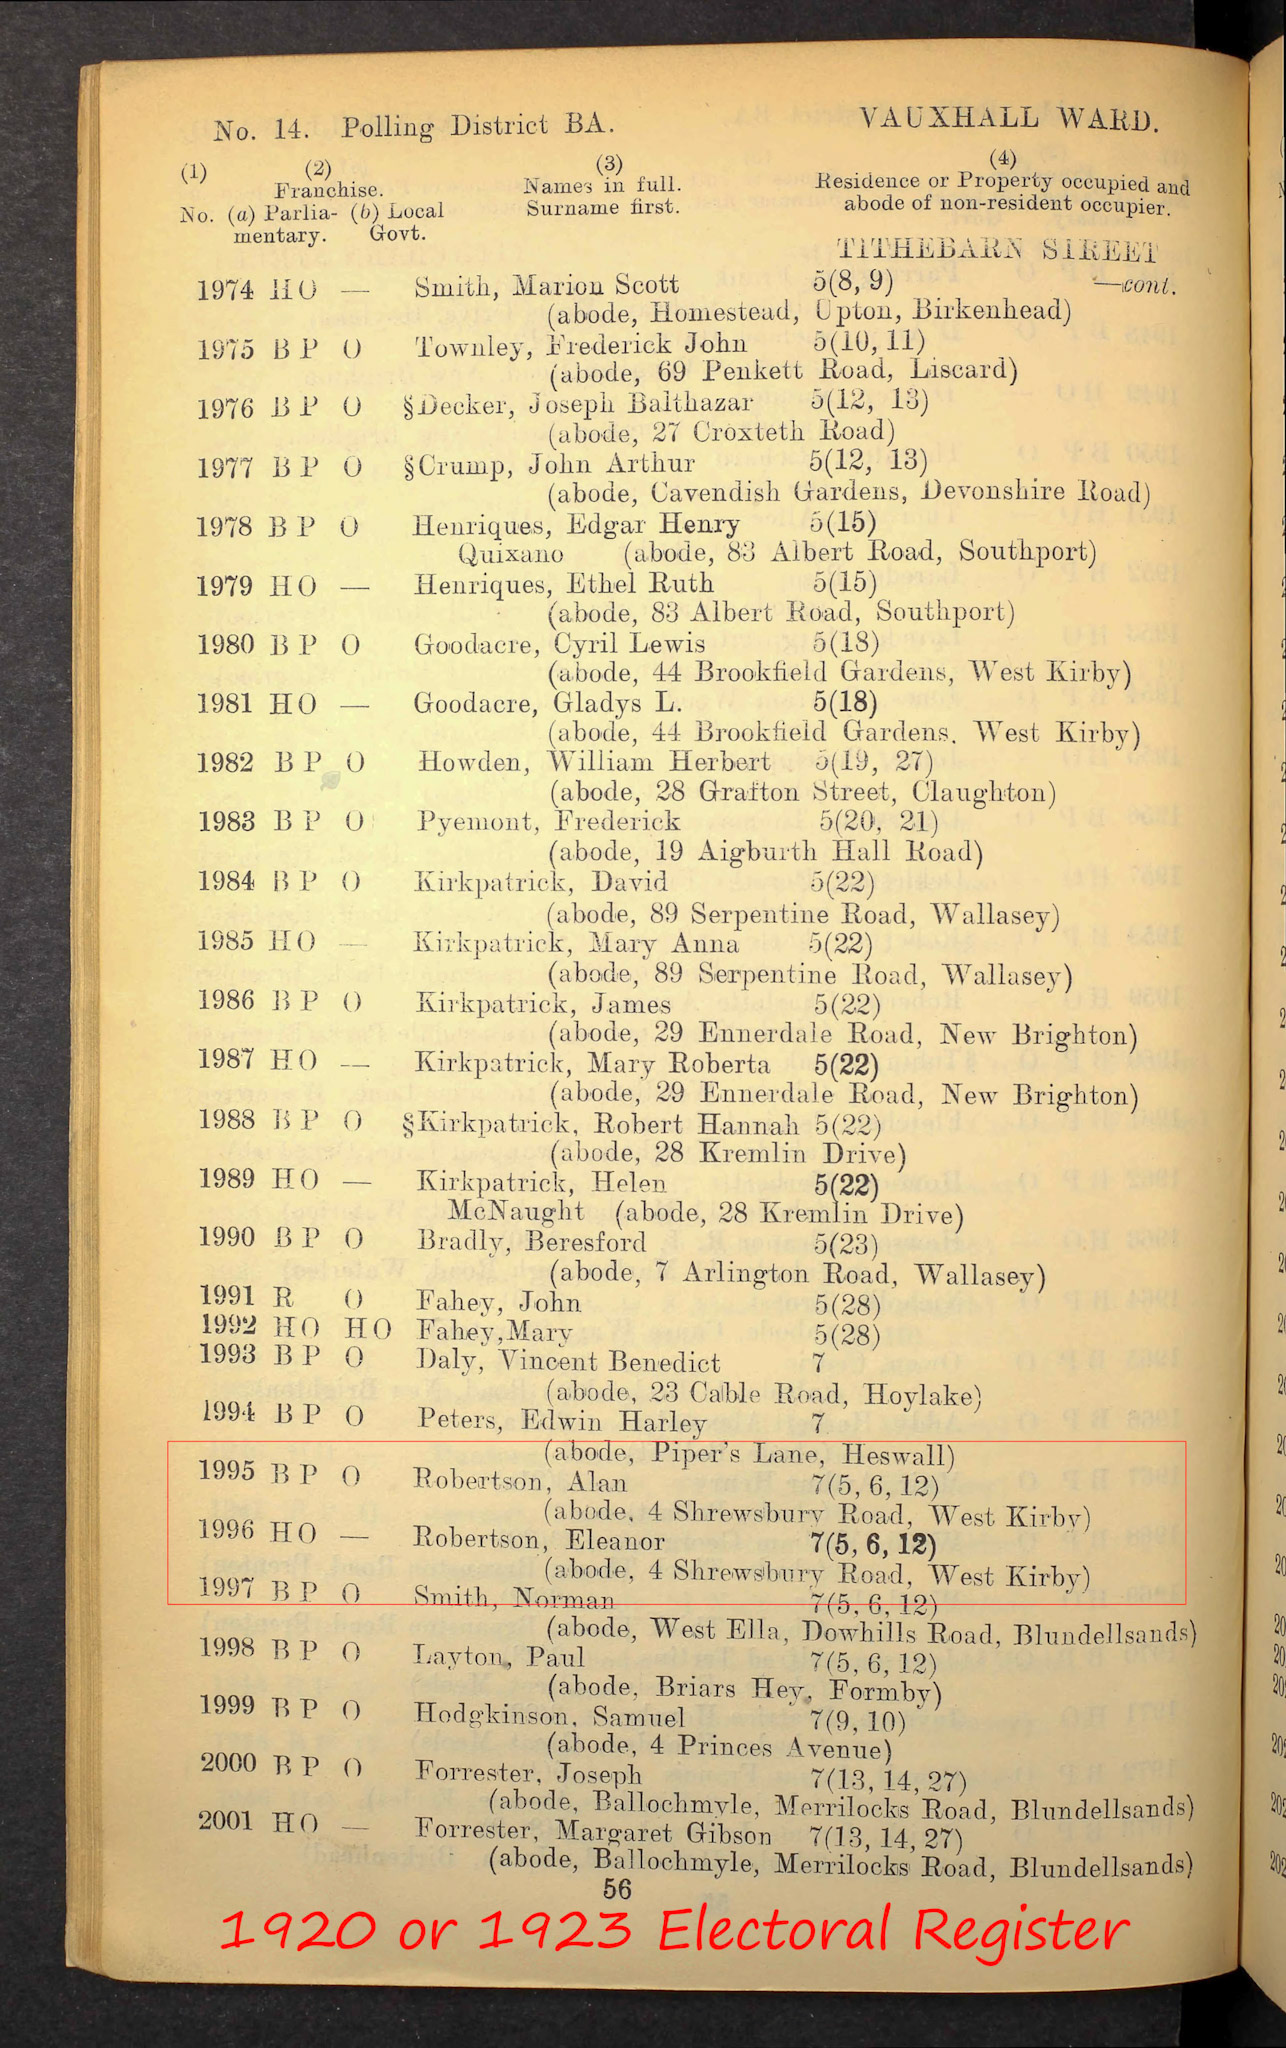 No. 14. Polling District BA. VAUXHALL WARD.
(1) (2) (3) (4)
Franchise. Names in full. Residence or Property occupied and
No. (a) Parlia- (b) Local Surname first. abode of non-resident occupier.
mentary. Govt.
TITHEBARN STREET
1974 HO — Smith, Marion Scott 5(8, 9) —cont.
(abode, Homestead, Upton, Birkenhead)
1975 B P O Townley, Frederick John 5(10, 11)
(abode, 69 Penkett Road, Liscard)
1976 B P O §Decker, Joseph Balthazar 5(12, 13)
(abode, 27 Croxteth Road)
1977 B P O §Crump, John Arthur 5(12, 13)
(abode, Cavendish Gardens, Devonshire Road)
1978 B P O Henriques, Edgar Henry 5(15)
Quixano (abode, 83 Albert Road, Southport)
1979 HO — Henriques, Ethel Ruth 5(15)
(abode, 83 Albert Road, Southport)
1980 B P O Goodacre, Cyril Lewis 5(18)
(abode, 44 Brookfield Gardens, West Kirby)
1981 HO — Goodacre, Gladys L. 5(18)
(abode, 44 Brookfield Gardens, West Kirby)
1982 B P O Howden, William Herbert 5(19, 27)
(abode, 28 Grafton Street, Claughton)
1983 B P O Pyemont, Frederick 5(20, 21)
(abode, 19 Aigburth Hall Road)
1984 B P O Kirkpatrick, David 5(22)
(abode, 89 Serpentine Road, Wallasey)
1985 HO — Kirkpatrick, Mary Anna 5(22)
(abode, 89 Serpentine Road, Wallasey)
1986 B P O Kirkpatrick, James 5(22)
(abode, 29 Ennerdale Road, New Brighton)
1987 HO — Kirkpatrick, Mary Roberta 5(22)
(abode, 29 Ennerdale Road, New Brighton)
1988 B P O §Kirkpatrick, Robert Hannah 5(22)
(abode, 28 Kremlin Drive)
1989 HO — Kirkpatrick, Helen 5(22)
McNaught (abode, 28 Kremlin Drive)
1990 B P O Bradly, Beresford 5(23)
(abode, 7 Arlington Road, Wallasey)
1991 R O Fahey, John 5(28)
1992 HO HO Fahey, Mary 5(28)
1993 B P O Daly, Vincent Benedict 7
(abode, 23 Cable Road, Hoylake)
1994 B P O Peters, Edwin Harley 7
(abode, Piper's Lane, Heswall)
1995 B P O Robertson, Alan 7(5, 6, 12)
(abode, 4 Shrewsbury Road, West Kirby)
1996 HO — Robertson, Eleanor 7(5, 6, 12)
(abode, 4 Shrewsbury Road, West Kirby)
1997 B P O Smith, Norman 7(5, 6, 12)
(abode, West Ella, Dowhills Road, Blundellsands)
1998 B P O Layton, Paul 7(5, 6, 12)
(abode, Briars Hey, Formby)
1999 B P O Hodgkinson, Samuel 7(9, 10)
(abode, 4 Princes Avenue)
2000 B P O Forrester, Joseph 7(13, 14, 27)
(abode, Ballochmyle, Merrilocks Road, Blundellsands)
2001 HO — Forrester, Margaret Gibson 7(13, 14, 27)
(abode, Ballochmyle, Merrilocks Road, Blundellsands)
56
1920 or 1923 Electoral Register